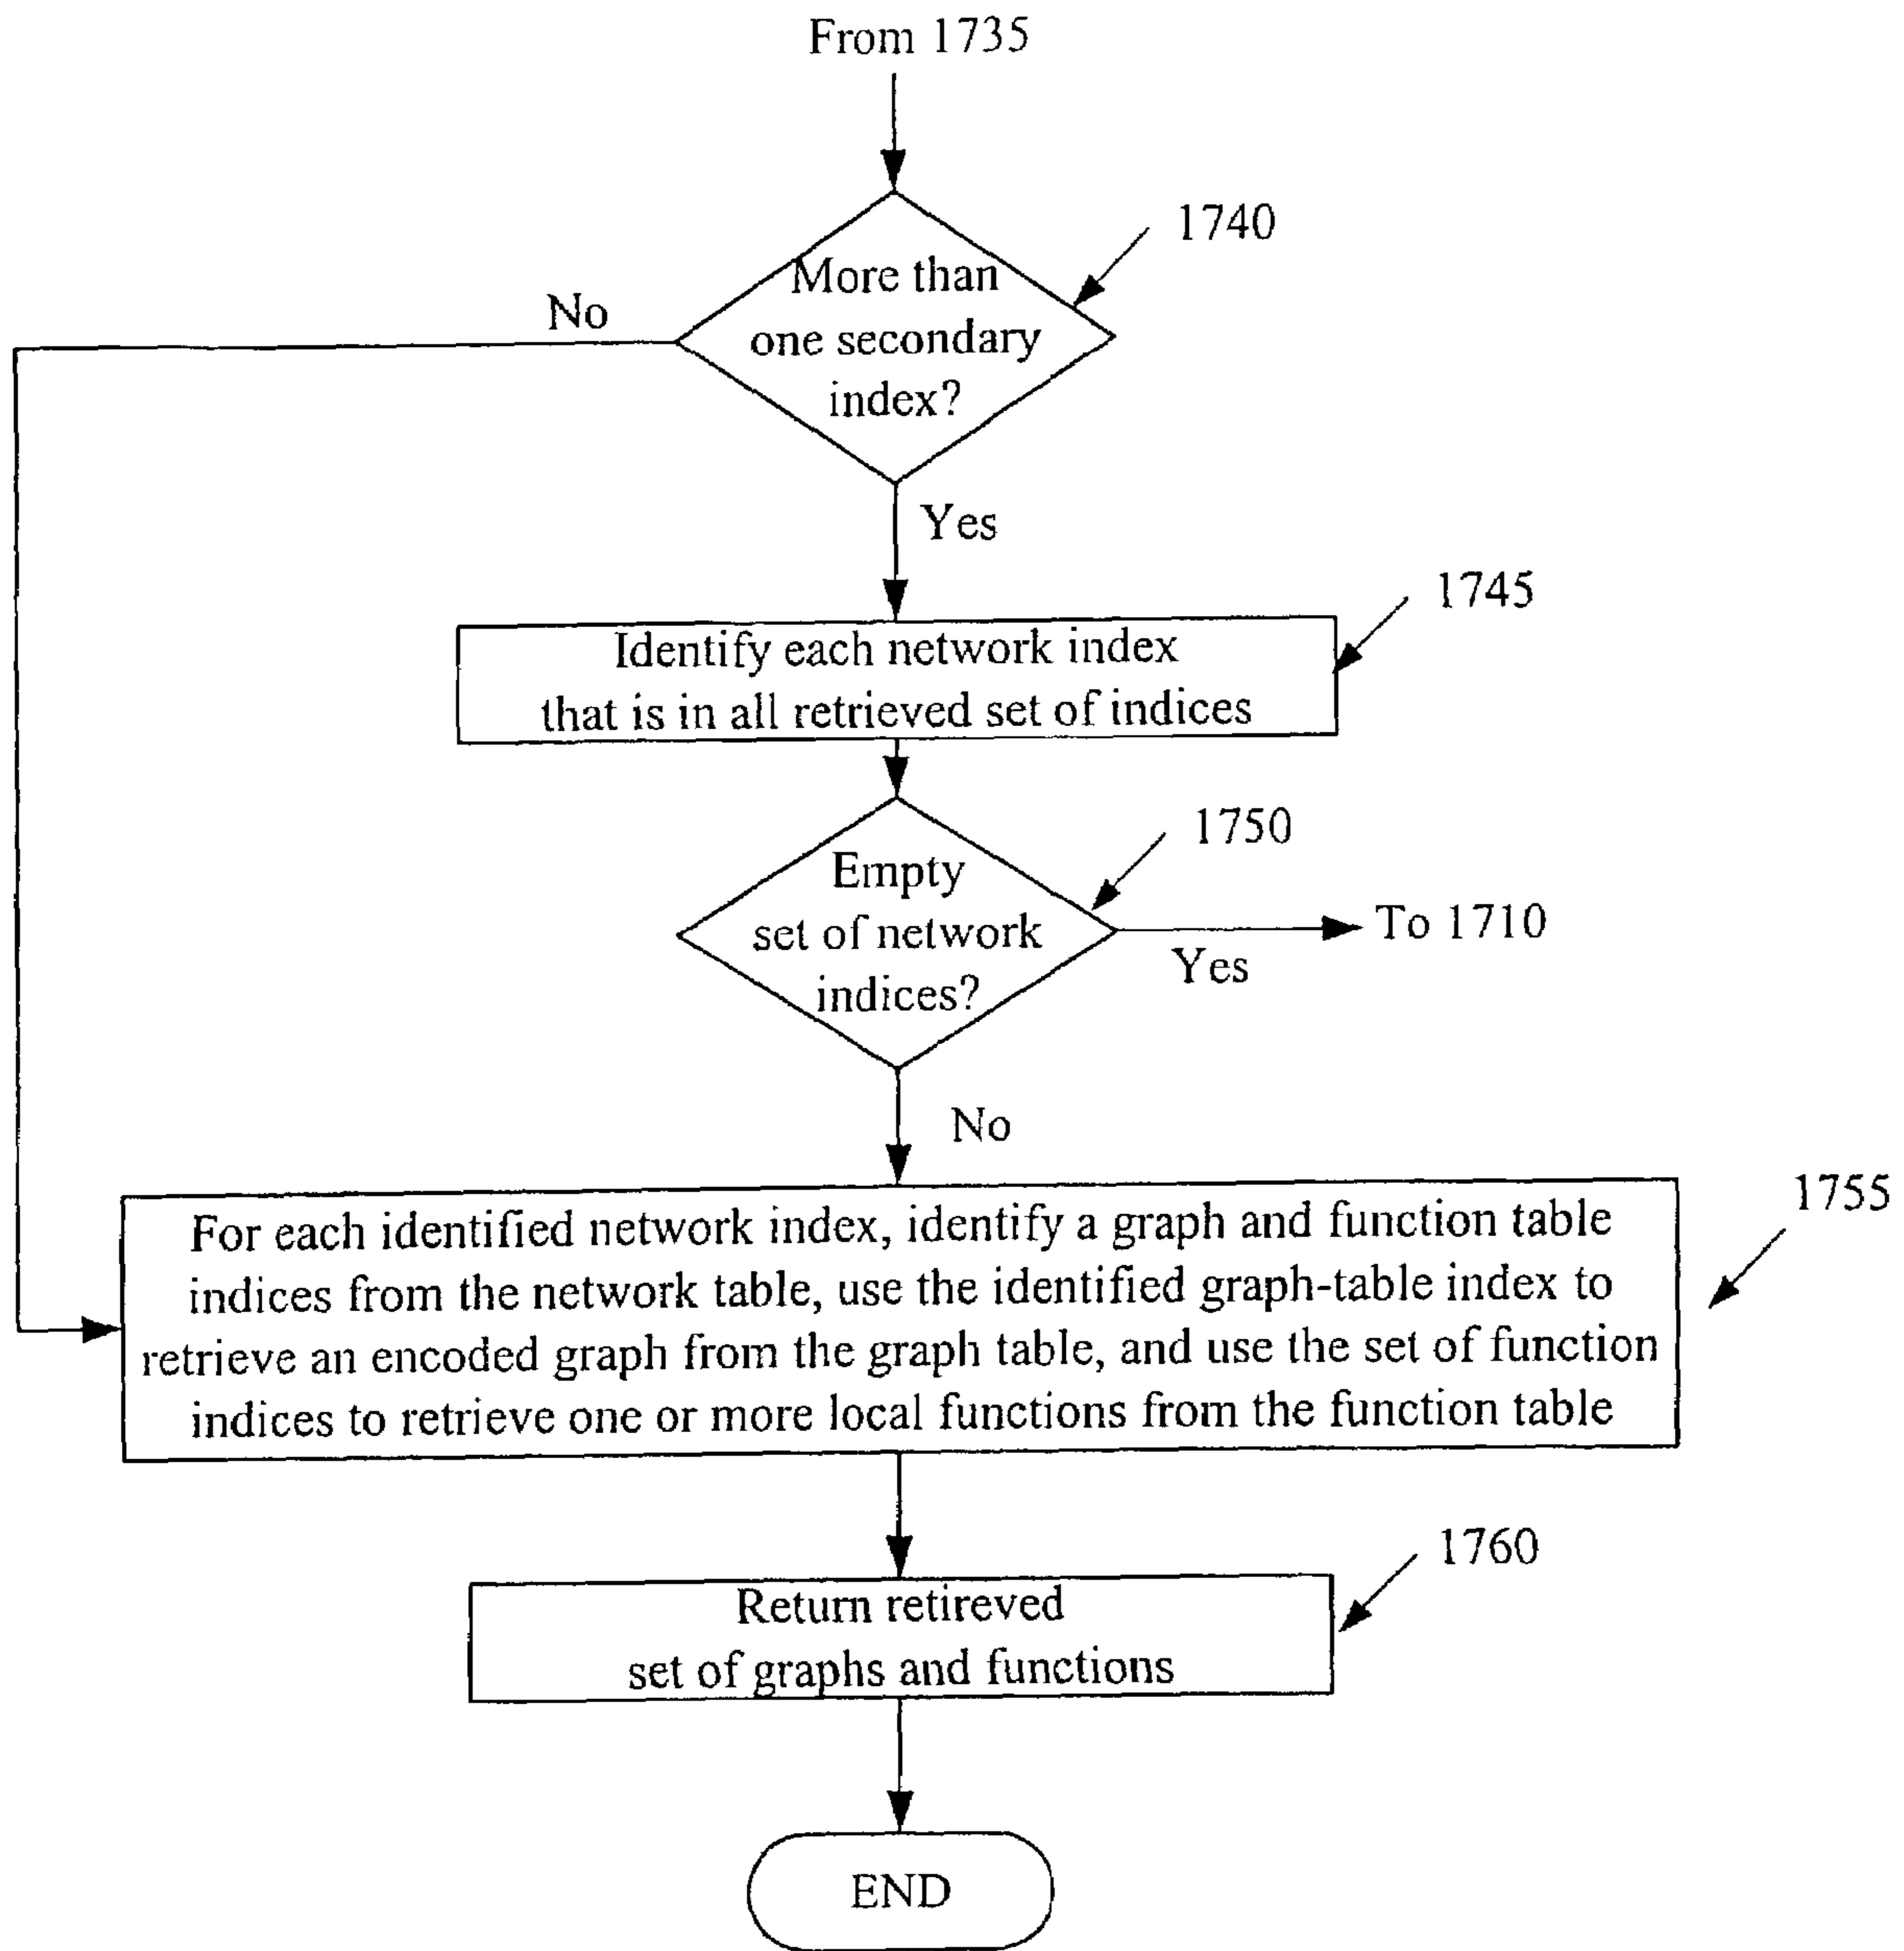 From 1735
1740
More than
one secondary
index?
No
Yes
1745
Identify each network index
that is in all retrieved set of indices
1750
Empty
set of network
indices?
To 1710
Yes
No
1755
For each identified network index, identify a graph and function table
indices from the network table, use the identified graph-table index to
retrieve an encoded graph from the graph table, and use the set of function
indices to retrieve one or more local functions from the function table
1760
Return retireved
set of graphs and functions
END